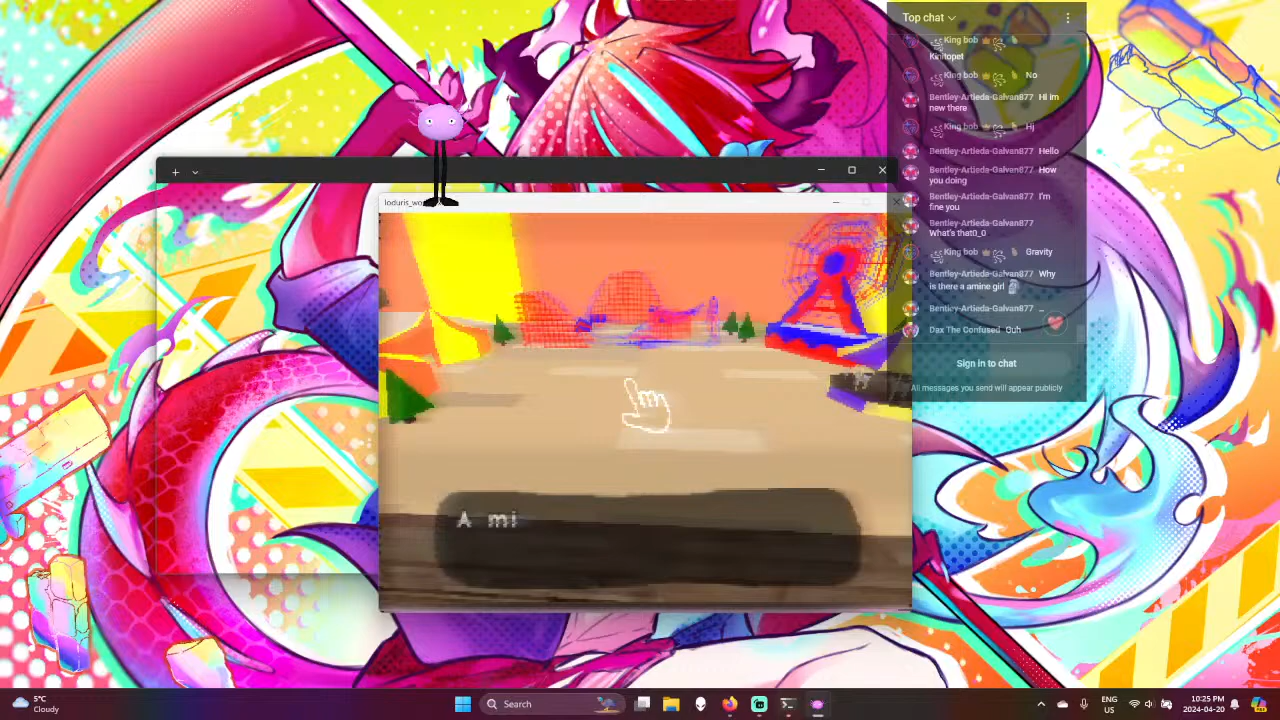 Top chat
King bob
Kinitopet
King bob No
Bentley-Artieda-Galvan877 Hi im
new there
King bob Hj
Bentley-Artieda-Galvan877 Hello
Bentley-Artieda-Galvan877 How
you doing
Bentley-Artieda-Galvan877 I'm
fine you
Bentley-Artieda-Galvan877
What's that0_0
King bob Gravity
Bentley-Artieda-Galvan877 Why
is there a amine girl
Bentley-Artieda-Galvan877 _
Dax The Confused Guh
Sign in to chat
All messages you send will appear publicly
A mi
5°C
Cloudy
Search
ENG
US
10:25 PM
2024-04-20